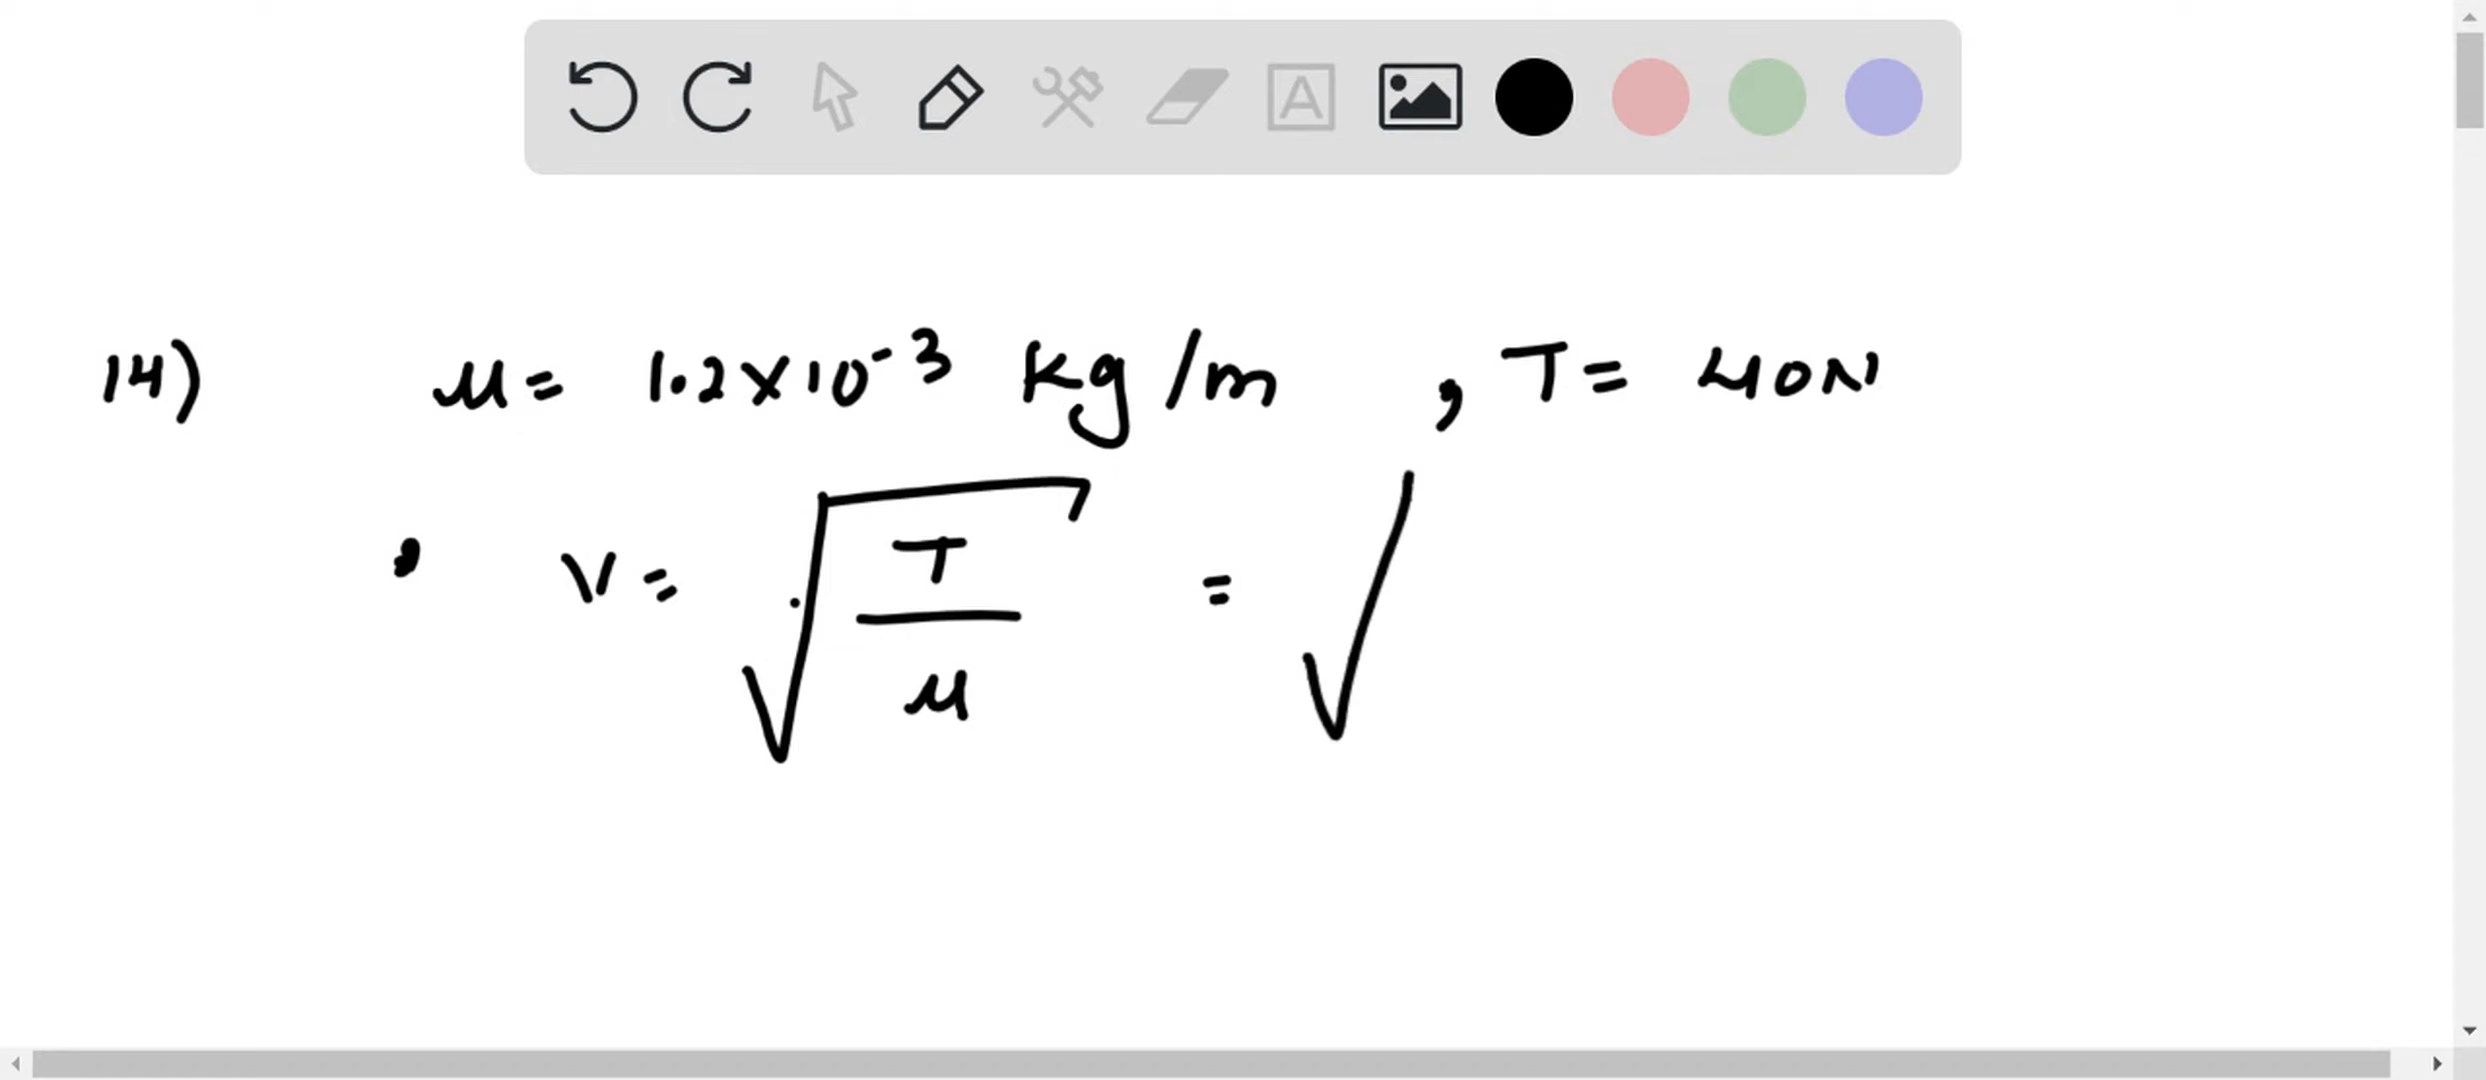 14) μ = 1.2×10⁻³ kg/m , T = 40N
• V = √(T/μ) = √